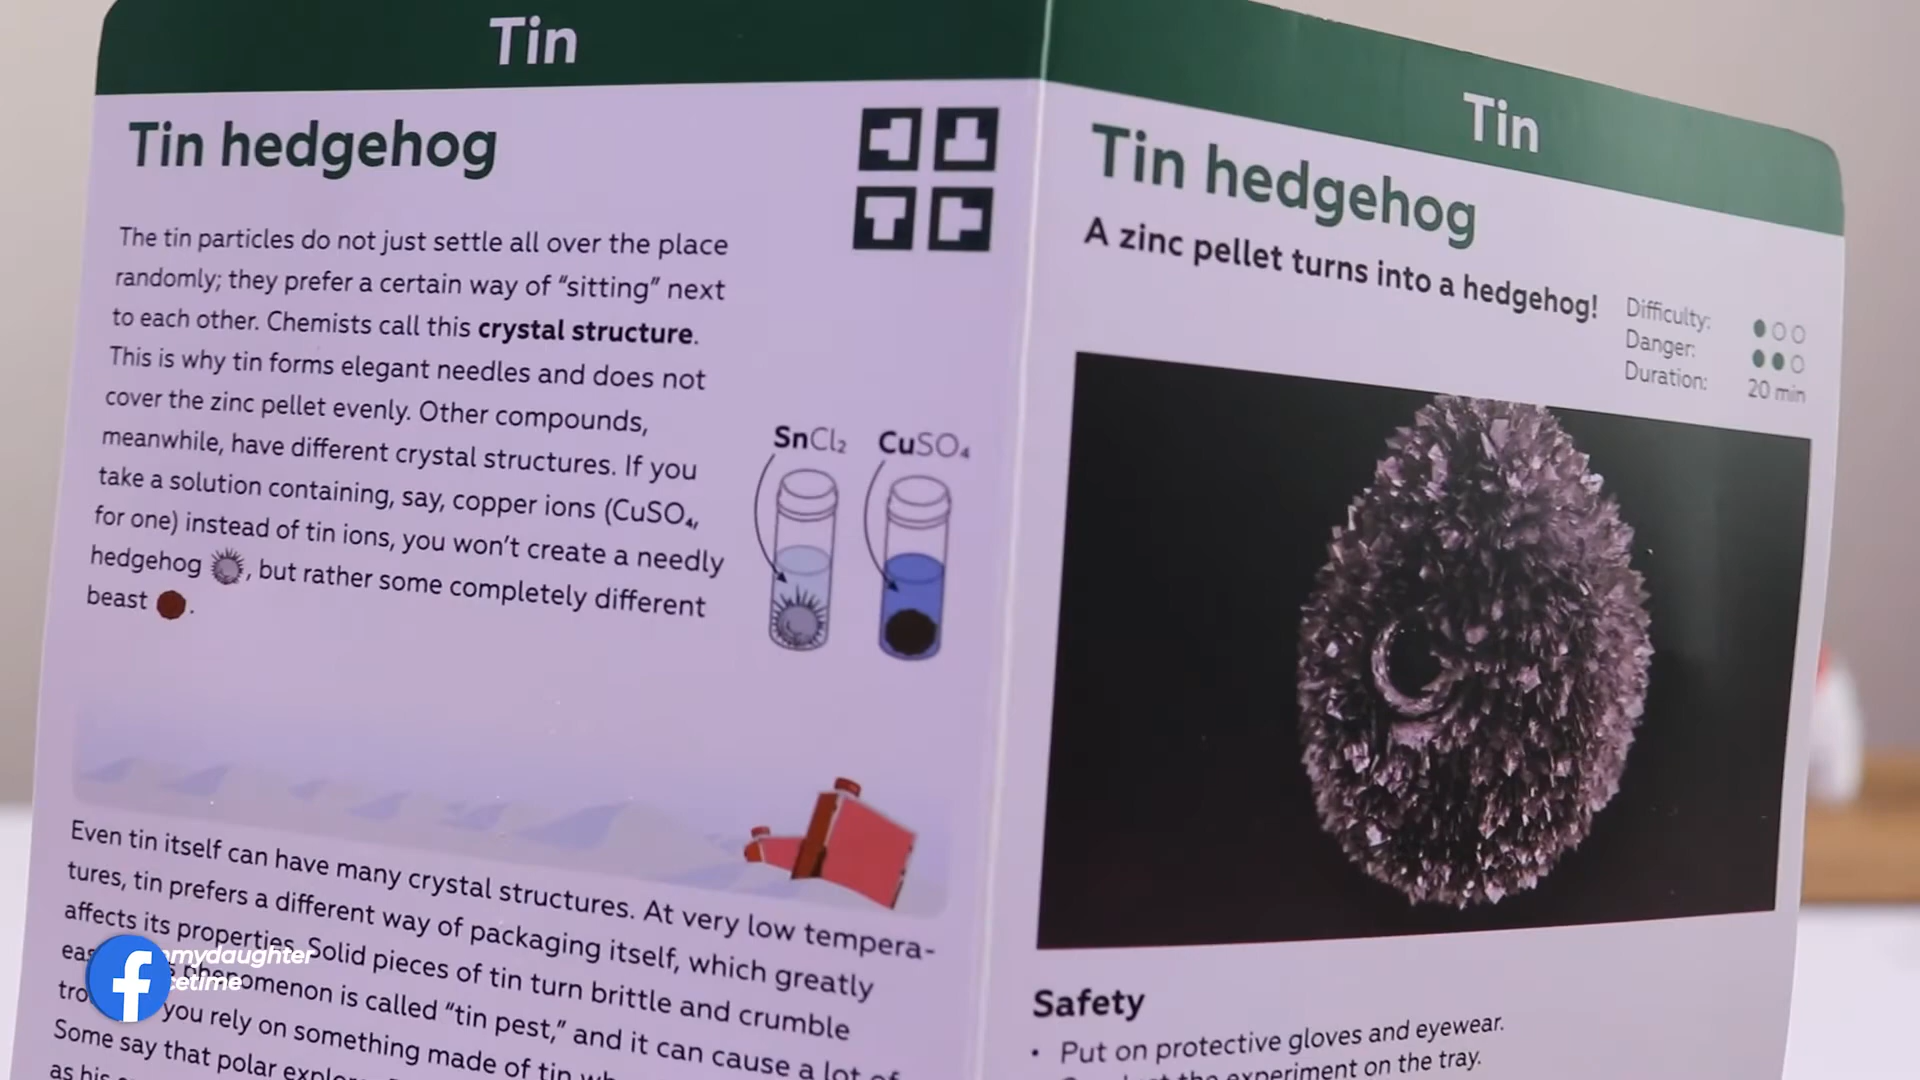 Tin
Tin hedgehog
The tin particles do not just settle all over the place
randomly; they prefer a certain way of “sitting” next
to each other. Chemists call this crystal structure.
This is why tin forms elegant needles and does not
cover the zinc pellet evenly. Other compounds,
meanwhile, have different crystal structures. If you
take a solution containing, say, copper ions (CuSO₄,
for one) instead of tin ions, you won’t create a needly
hedgehog , but rather some completely different
beast .
SnCl₂ CuSO₄
Even tin itself can have many crystal structures. At very low tempera-
tures, tin prefers a different way of packaging itself, which greatly
affects its properties. Solid pieces of tin turn brittle and crumble
phenomenon is called “tin pest,” and it can cause a lot of
you rely on something made of tin
Some say that polar
as his
f
mydaughter
Tin
Tin hedgehog
A zinc pellet turns into a hedgehog!
Difficulty:
Danger:
Duration: 20 min
Safety
• Put on protective gloves and eyewear.
the experiment on the tray.